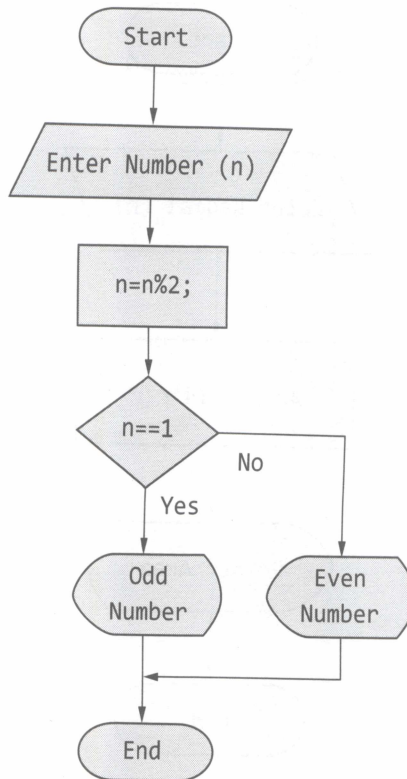 Start
Enter Number (n)
n=n%2;
n==1
No
Yes
Odd
Number
Even
Number
End